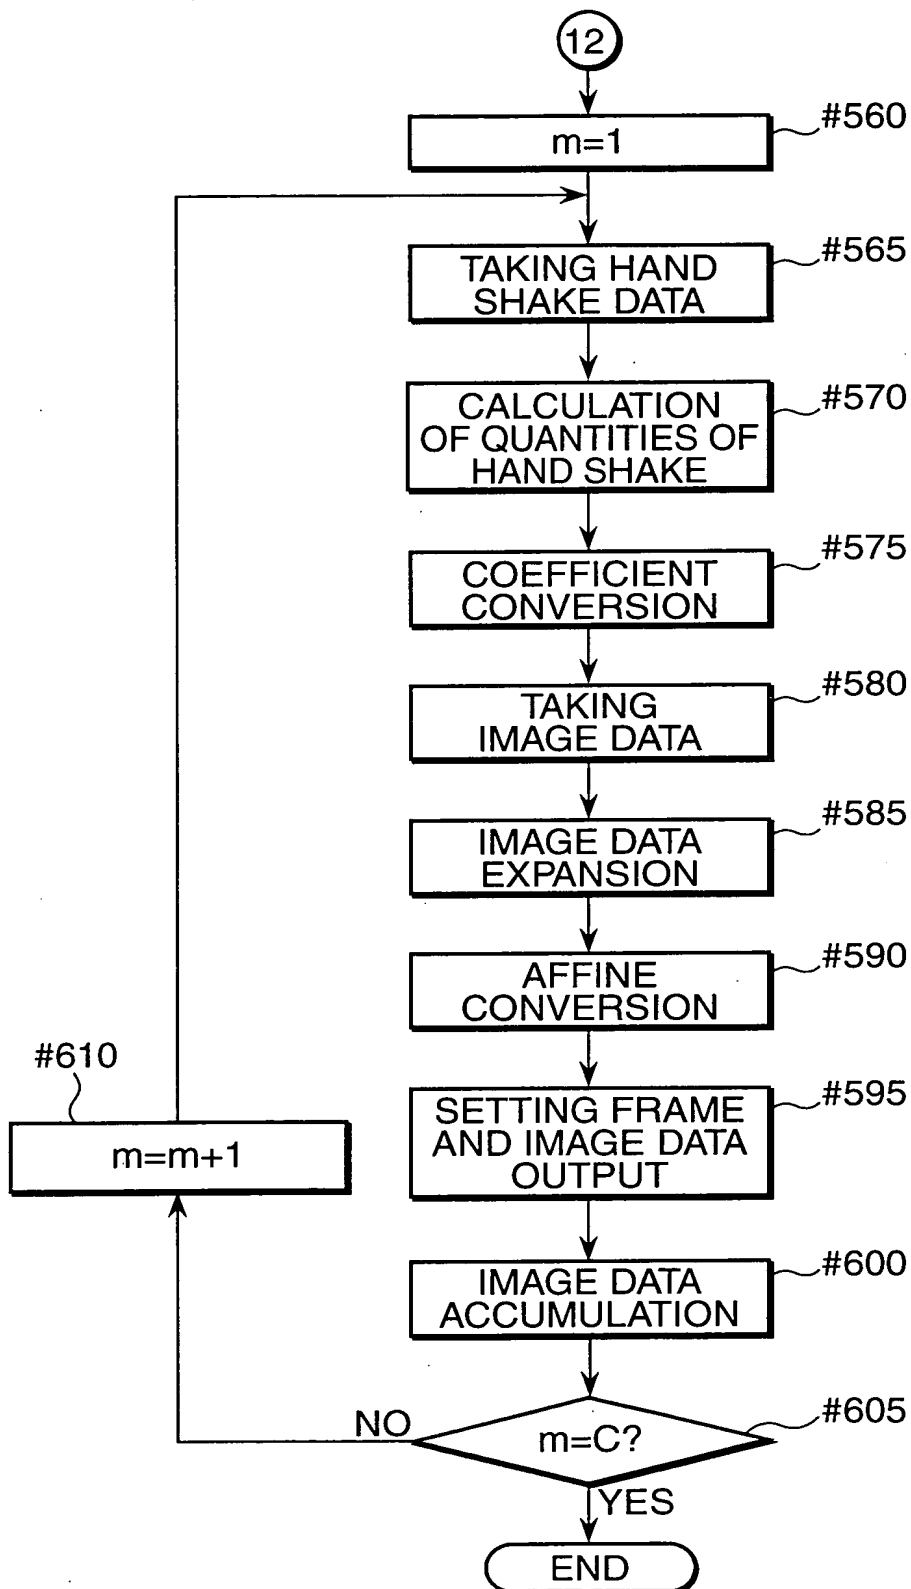 12
#560
m=1
#565
TAKING HAND
SHAKE DATA
#570
CALCULATION
OF QUANTITIES OF
HAND SHAKE
#575
COEFFICIENT
CONVERSION
#580
TAKING
IMAGE DATA
#585
IMAGE DATA
EXPANSION
#590
AFFINE
CONVERSION
#610
m=m+1
#595
SETTING FRAME
AND IMAGE DATA
OUTPUT
#600
IMAGE DATA
ACCUMULATION
#605
NO
m=C?
YES
END